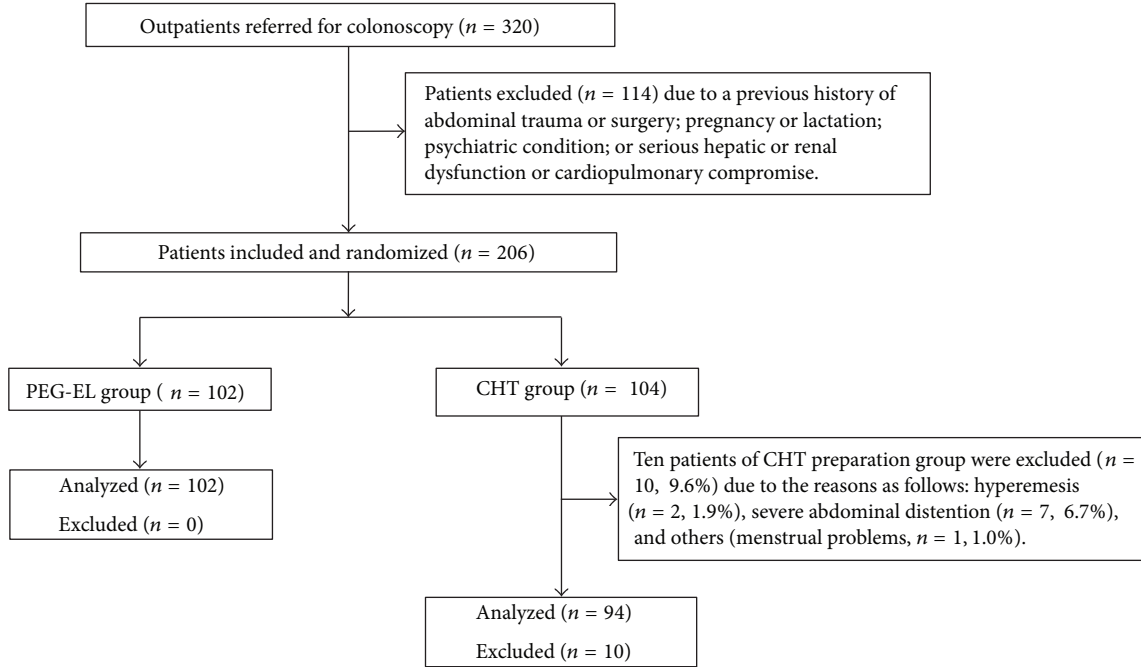 Outpatients referred for colonoscopy (n = 320)
Patients excluded (n = 114) due to a previous history of
abdominal trauma or surgery; pregnancy or lactation;
psychiatric condition; or serious hepatic or renal
dysfunction or cardiopulmonary compromise.
Patients included and randomized (n = 206)
PEG-EL group ( n = 102)
CHT group (n = 104)
Analyzed (n = 102)
Excluded (n = 0)
Ten patients of CHT preparation group were excluded (n =
10, 9.6%) due to the reasons as follows: hyperemesis
(n = 2, 1.9%), severe abdominal distention (n = 7, 6.7%),
and others (menstrual problems, n = 1, 1.0%).
Analyzed (n = 94)
Excluded (n = 10)